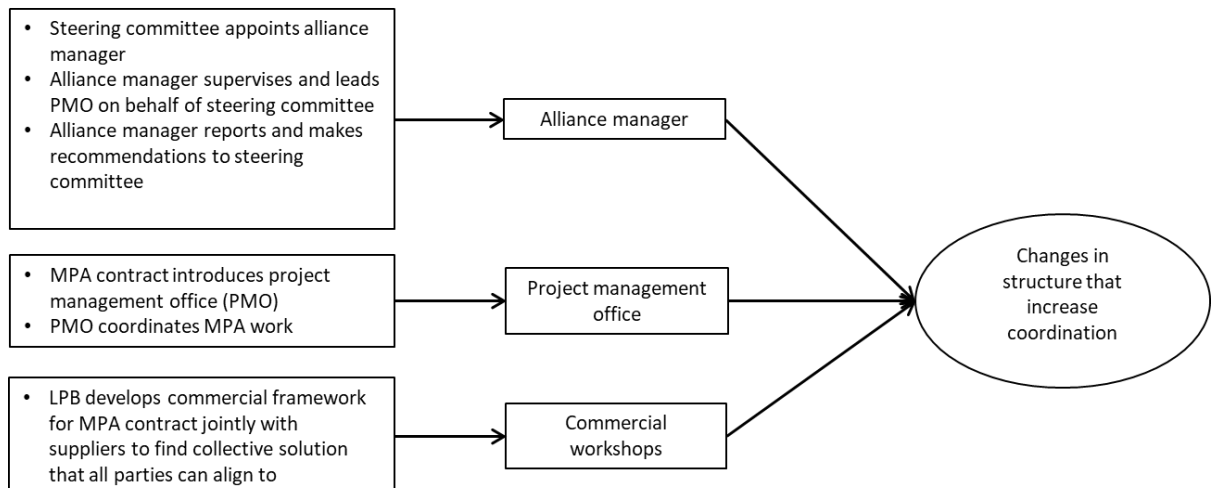 • Steering committee appoints alliance
manager
• Alliance manager supervises and leads
PMO on behalf of steering committee
• Alliance manager reports and makes
recommendations to steering
committee
Alliance manager
• MPA contract introduces project
management office (PMO)
• PMO coordinates MPA work
Project management
office
• LPB develops commercial framework
for MPA contract jointly with
suppliers to find collective solution
that all parties can align to
Commercial
workshops
Changes in
structure that
increase
coordination